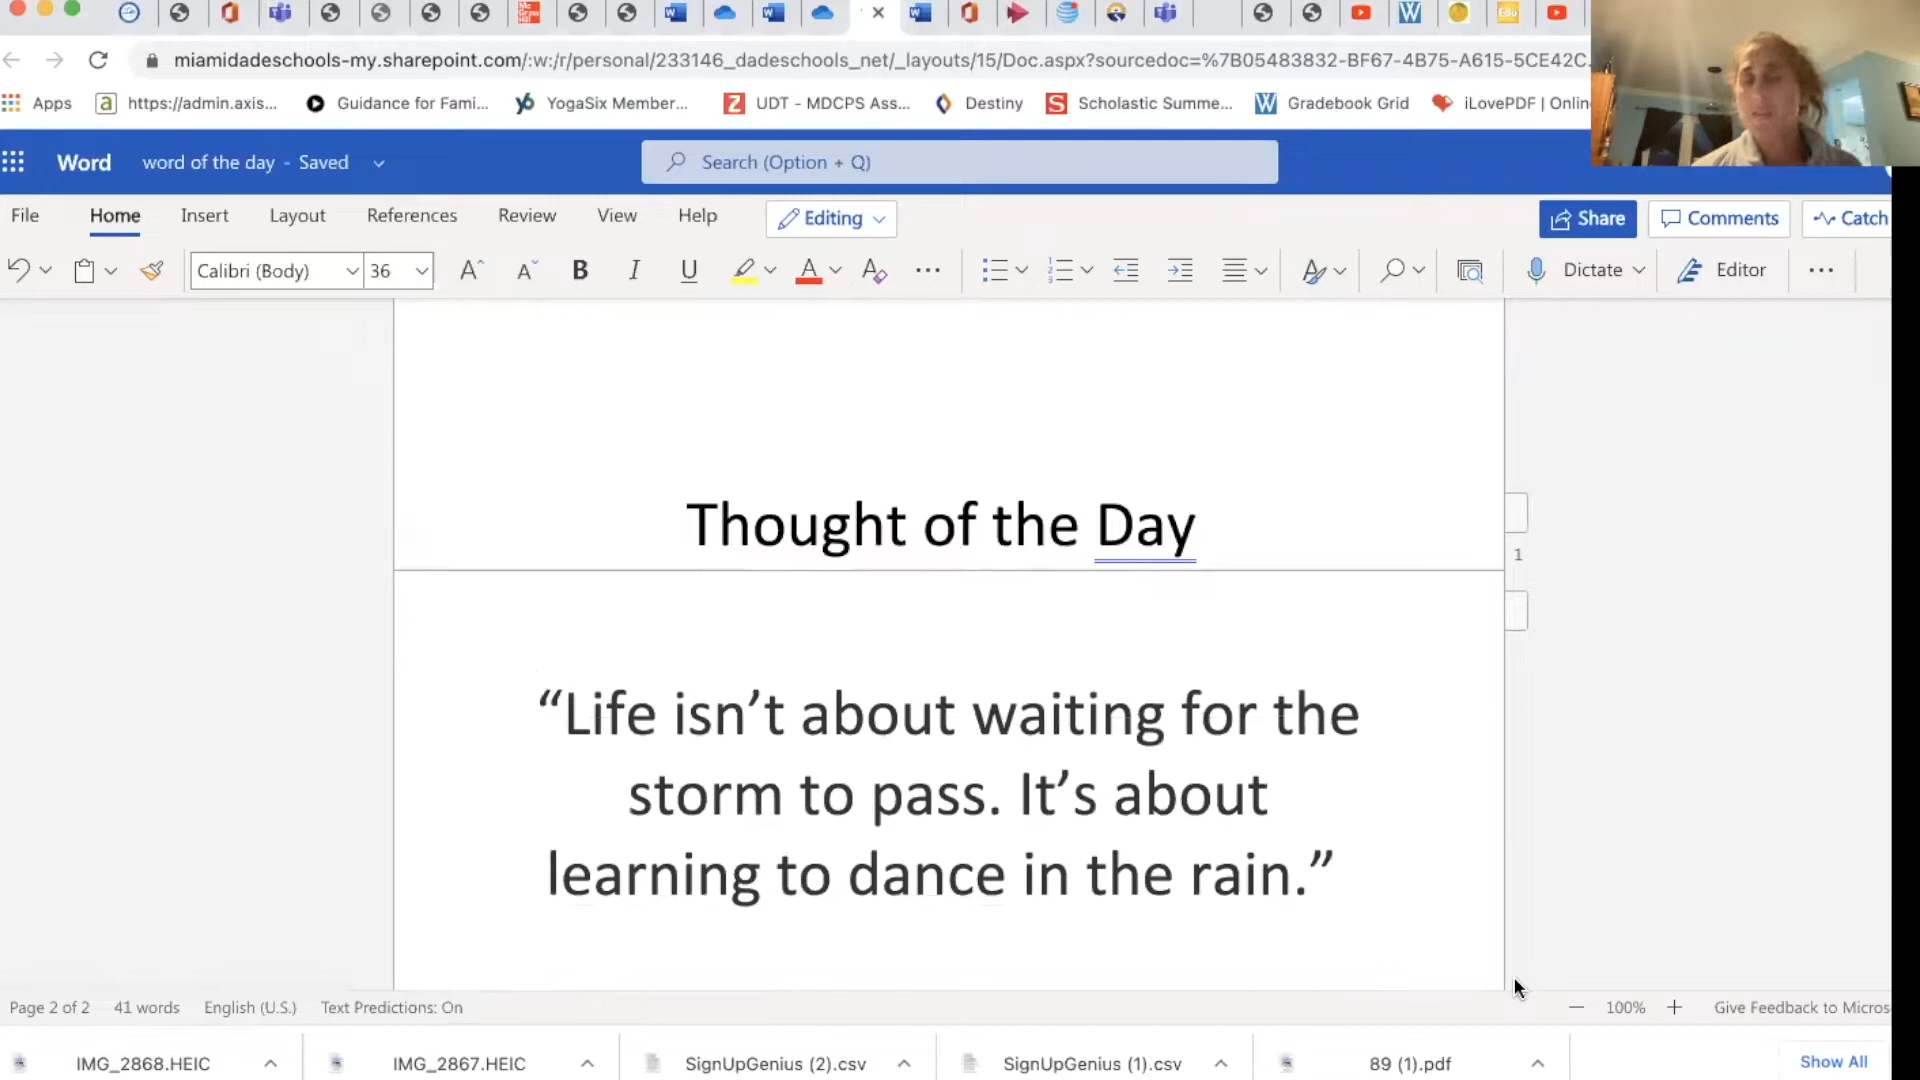 miamidadeschools-my.sharepoint.com/:w:/r/personal/233146_dadeschools_net/_layouts/15/Doc.aspx?sourcedoc=%7B05483832-BF67-4B75-A615-5CE42C.
Apps https://admin.axis... Guidance for Fami... YogaSix Member... UDT - MDCPS Ass... Destiny Scholastic Summe... Gradebook Grid iLovePDF | Onlin
Word word of the day - Saved Search (Option + Q)
File Home Insert Layout References Review View Help Editing Share Comments Catch
Calibri (Body) 36 Dictate Editor
Thought of the Day
1
“Life isn’t about waiting for the
storm to pass. It’s about
learning to dance in the rain.”
Page 2 of 2 41 words English (U.S.) Text Predictions: On 100% Give Feedback to Micros
IMG_2868.HEIC IMG_2867.HEIC SignUpGenius (2).csv SignUpGenius (1).csv 89 (1).pdf Show All